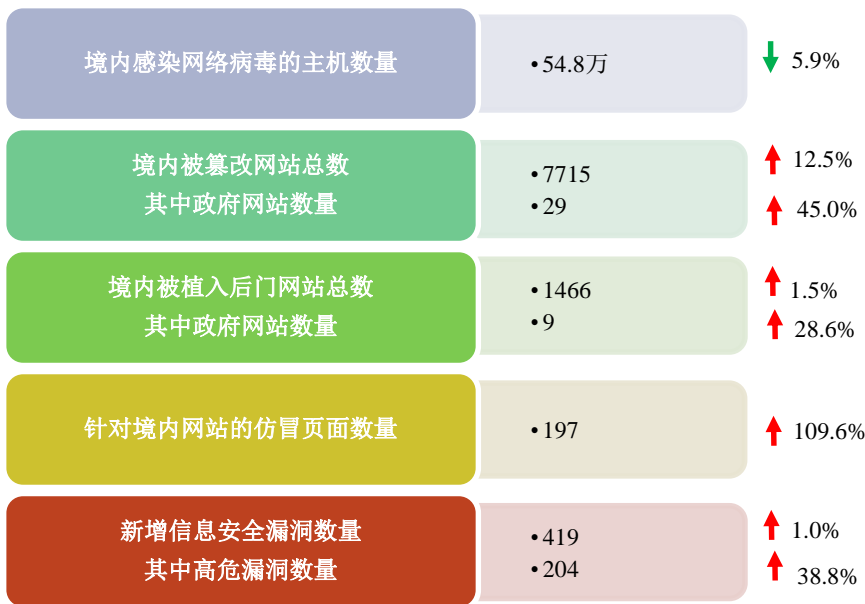 境内感染网络病毒的主机数量
•54.8万
5.9%
境内被篡改网站总数
其中政府网站数量
•7715
•29
12.5%
45.0%
境内被植入后门网站总数
其中政府网站数量
•1466
•9
1.5%
28.6%
针对境内网站的仿冒页面数量
•197
109.6%
新增信息安全漏洞数量
其中高危漏洞数量
•419
•204
1.0%
38.8%